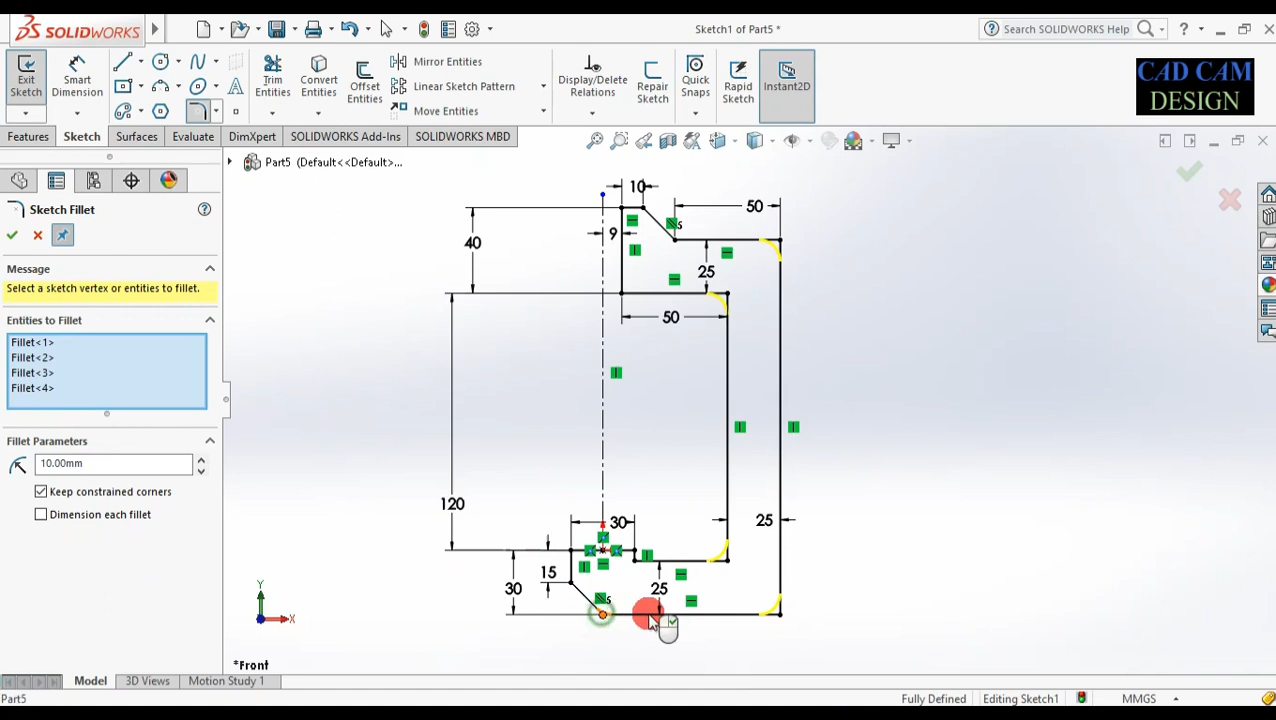 DS SOLIDWORKS
Sketch1 of Part5 *
Search SOLIDWORKS Help
?
CAD CAM
DESIGN
Exit
Sketch
Smart
Dimension
Trim
Entities
Convert
Entities
Offset
Entities
Mirror Entities
Linear Sketch Pattern
Move Entities
Display/Delete
Relations
Repair
Sketch
Quick
Snaps
Rapid
Sketch
Instant2D
Features
Sketch
Surfaces
Evaluate
DimXpert
SOLIDWORKS Add-Ins
SOLIDWORKS MBD
Part5 (Default<<Default>...
Sketch Fillet
?
Message
Select a sketch vertex or entities to fillet.
Entities to Fillet
Fillet<1>
Fillet<2>
Fillet<3>
Fillet<4>
Fillet Parameters
10.00mm
Keep constrained corners
Dimension each fillet
10
50
9
40
25
50
120
30
25
15
30
25
Y
X
*Front
Model
3D Views
Motion Study 1
Part5
Fully Defined
Editing Sketch1
MMGS